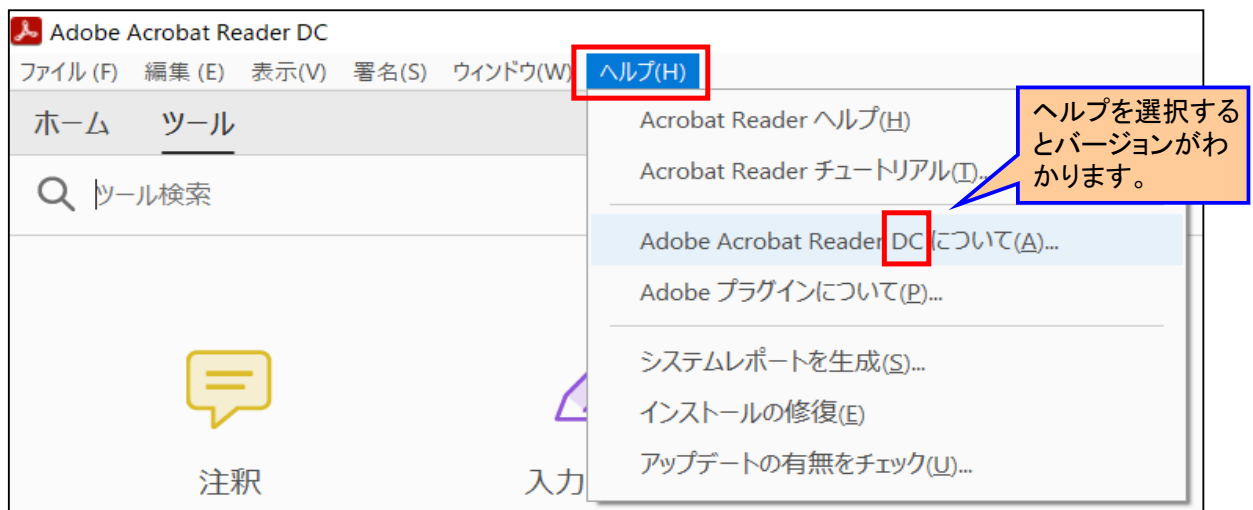 Adobe Acrobat Reader DC
ファイル (F) 編集 (E) 表示(V) 署名(S) ウィンドウ(W) ヘルプ(H)
ホーム ツール
ツール検索
Acrobat Reader ヘルプ(H)
Acrobat Reader チュートリアル(T)...
ヘルプを選択する
とバージョンがわ
かります。
Adobe Acrobat Reader DC について(A)...
Adobe プラグインについて(P)...
システムレポートを生成(S)...
インストールの修復(E)
アップデートの有無をチェック(U)...
注釈
入力